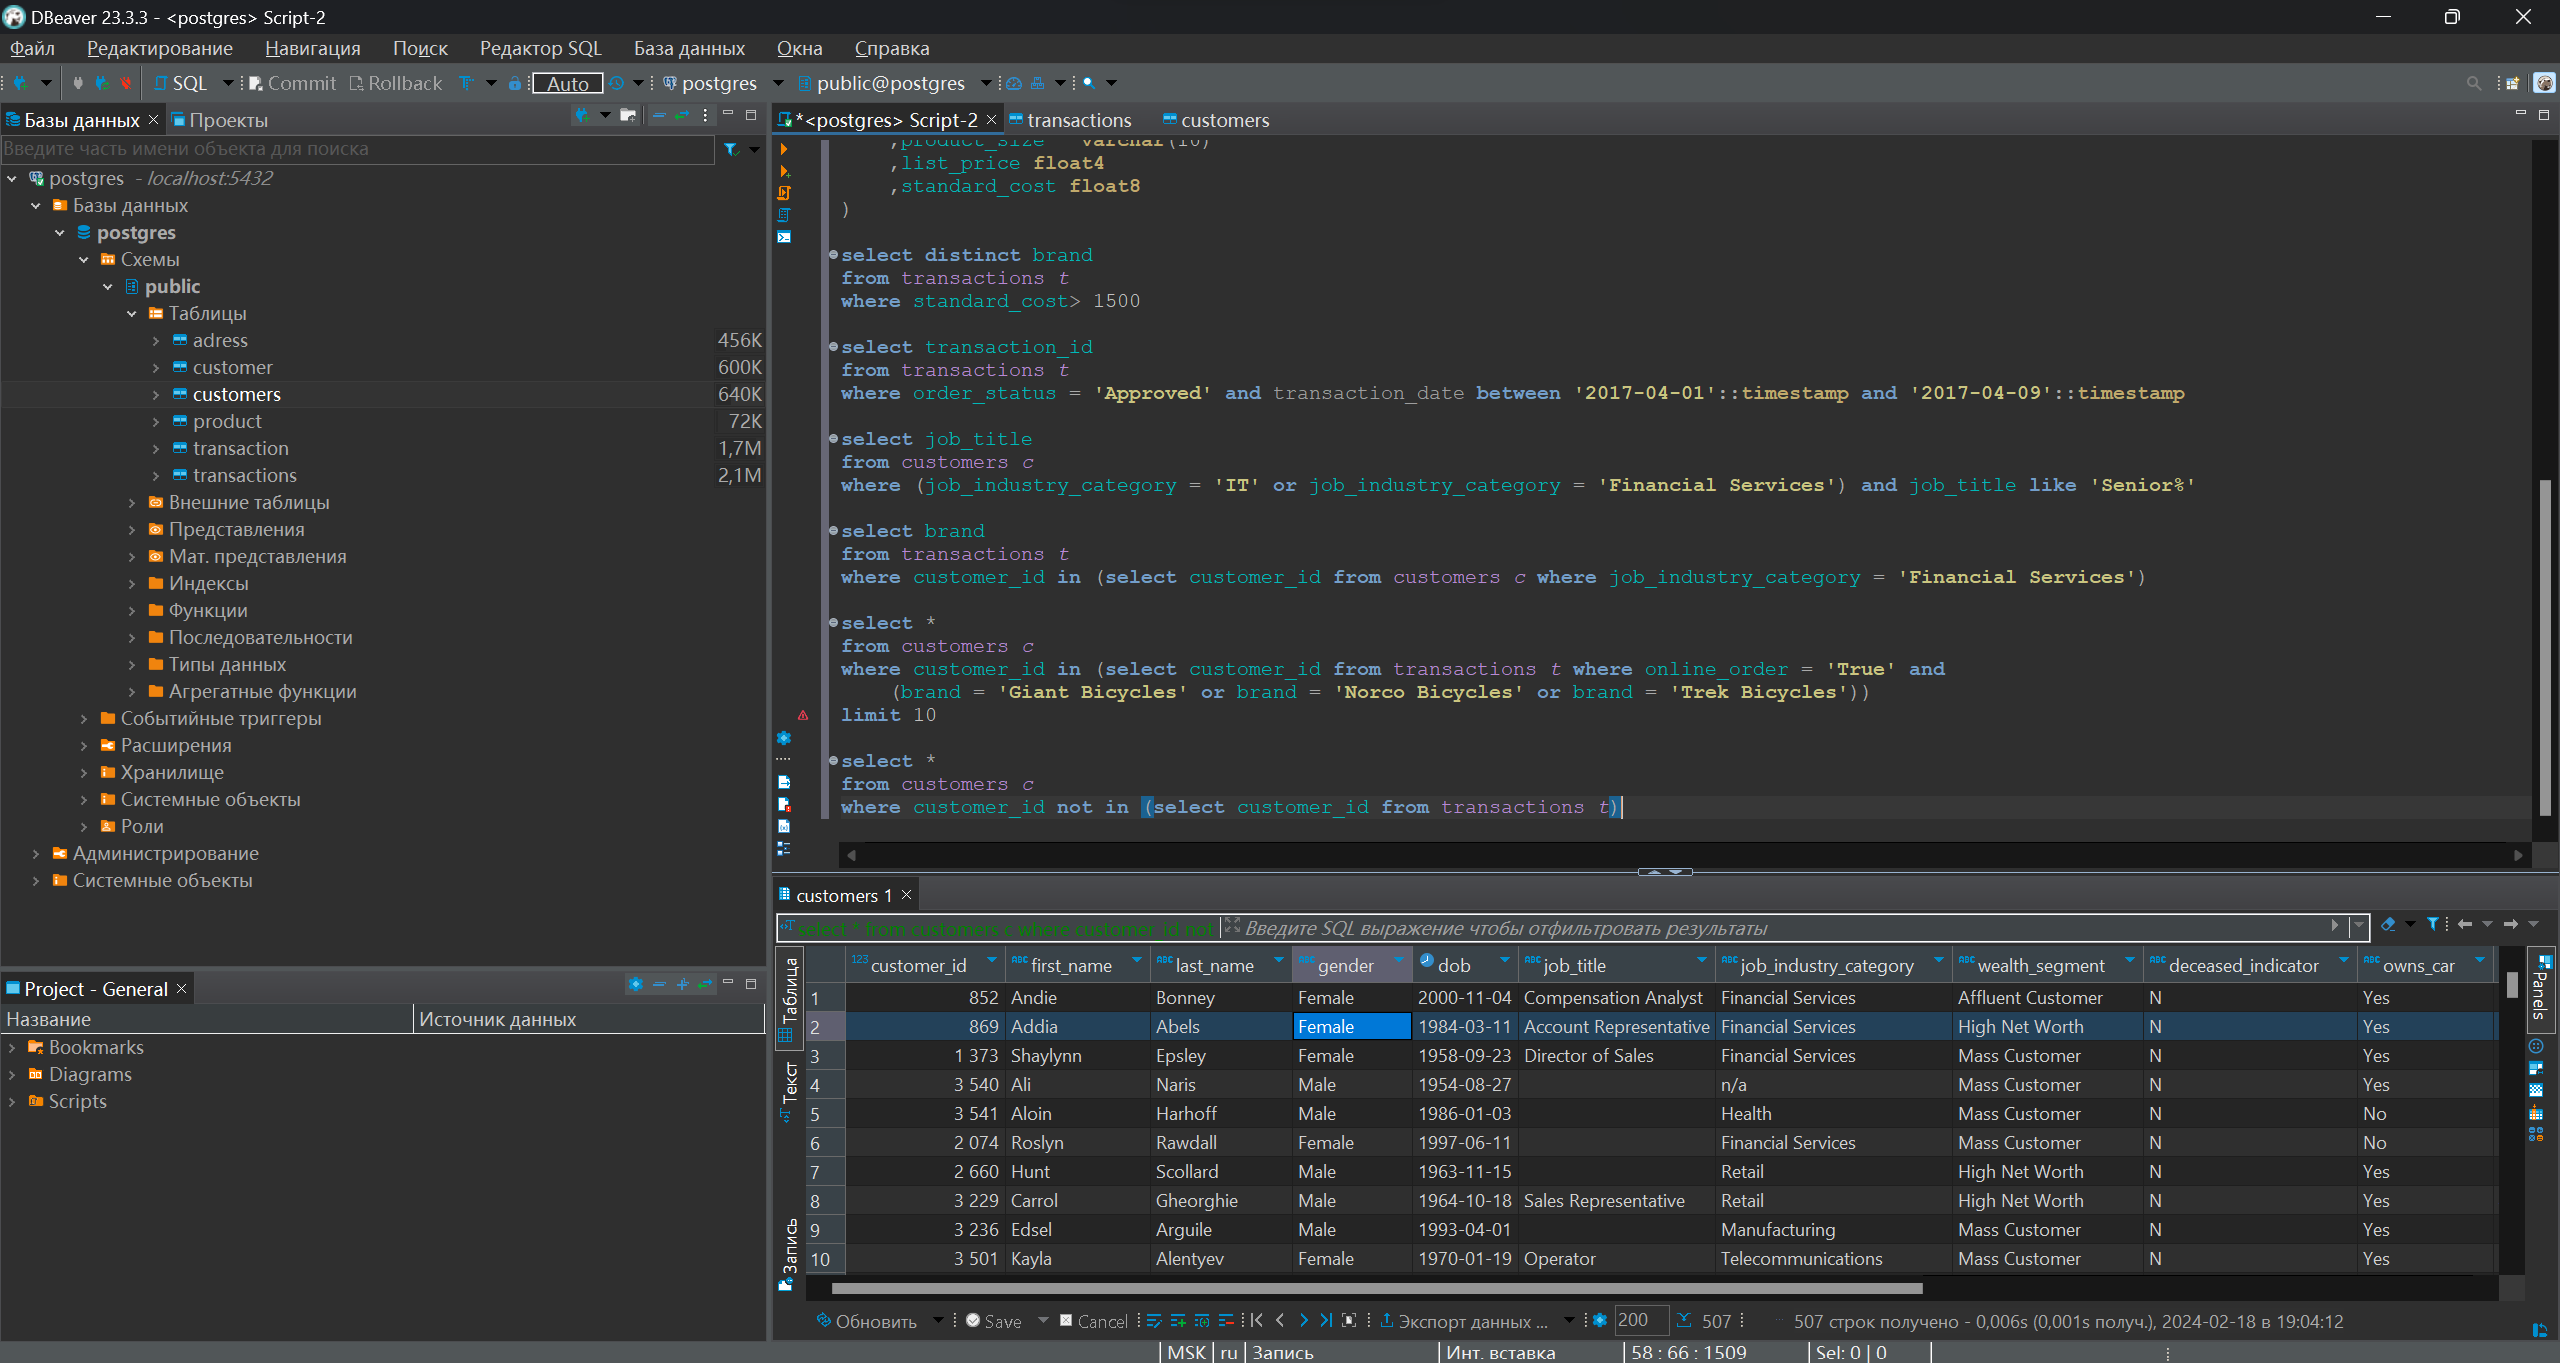 DBeaver 23.3.3 - <postgres> Script-2
Файл Редактирование Навигация Поиск Редактор SQL База данных Окна Справка
SQL Commit Rollback Auto postgres public@postgres
Базы данных Проекты
Введите часть имени объекта для поиска
postgres - localhost:5432
Базы данных
postgres
Схемы
public
Таблицы
adress 456K
customer 600K
customers 640K
product 72K
transaction 1,7M
transactions 2,1M
Внешние таблицы
Представления
Мат. представления
Индексы
Функции
Последовательности
Типы данных
Агрегатные функции
Событийные триггеры
Расширения
Хранилище
Системные объекты
Роли
Администрирование
Системные объекты
Project - General
Название Источник данных
Bookmarks
Diagrams
Scripts
*<postgres> Script-2 transactions customers
,product_size varchar(10)
,list_price float4
,standard_cost float8
)
select distinct brand
from transactions t
where standard_cost> 1500
select transaction_id
from transactions t
where order_status = 'Approved' and transaction_date between '2017-04-01'::timestamp and '2017-04-09'::timestamp
select job_title
from customers c
where (job_industry_category = 'IT' or job_industry_category = 'Financial Services') and job_title like 'Senior%'
select brand
from transactions t
where customer_id in (select customer_id from customers c where job_industry_category = 'Financial Services')
select *
from customers c
where customer_id in (select customer_id from transactions t where online_order = 'True' and
(brand = 'Giant Bicycles' or brand = 'Norco Bicycles' or brand = 'Trek Bicycles'))
limit 10
select *
from customers c
where customer_id not in (select customer_id from transactions t)
customers 1
select * from customers c where customer_id not Введите SQL выражение чтобы отфильтровать результаты
Таблица
Текст
Запись
Panels
123 customer_id ABC first_name ABC last_name ABC gender dob ABC job_title ABC job_industry_category ABC wealth_segment ABC deceased_indicator ABC owns_car
1 852 Andie Bonney Female 2000-11-04 Compensation Analyst Financial Services Affluent Customer N Yes
2 869 Addia Abels Female 1984-03-11 Account Representative Financial Services High Net Worth N Yes
3 1 373 Shaylynn Epsley Female 1958-09-23 Director of Sales Financial Services Mass Customer N Yes
4 3 540 Ali Naris Male 1954-08-27 n/a Mass Customer N Yes
5 3 541 Aloin Harhoff Male 1986-01-03 Health Mass Customer N No
6 2 074 Roslyn Rawdall Female 1997-06-11 Financial Services Mass Customer N No
7 2 660 Hunt Scollard Male 1963-11-15 Retail High Net Worth N Yes
8 3 229 Carrol Gheorghie Male 1964-10-18 Sales Representative Retail High Net Worth N Yes
9 3 236 Edsel Arguile Male 1993-04-01 Manufacturing Mass Customer N Yes
10 3 501 Kayla Alentyev Female 1970-01-19 Operator Telecommunications Mass Customer N Yes
Обновить Save Cancel Экспорт данных ... 200 507 507 строк получено - 0,006s (0,001s получ.), 2024-02-18 в 19:04:12
MSK ru Запись Инт. вставка 58 : 66 : 1509 Sel: 0 | 0